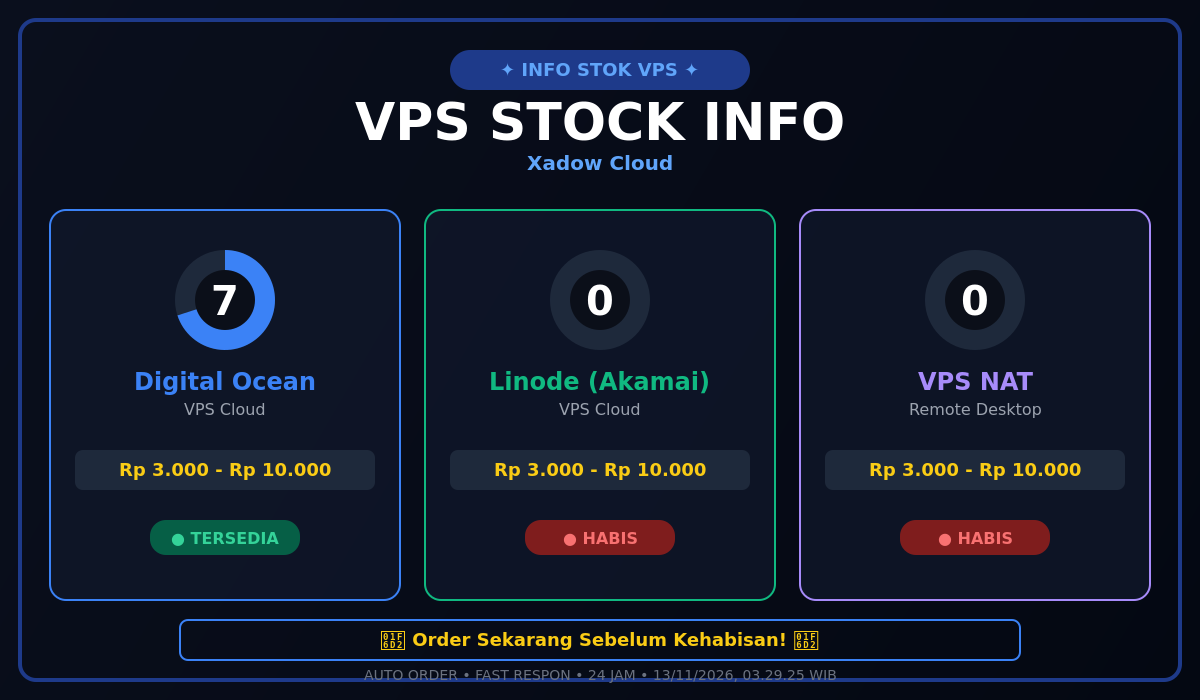 ✦ INFO STOK VPS ✦
VPS STOCK INFO
Xadow Cloud
7
Digital Ocean
VPS Cloud
Rp 3.000 - Rp 10.000
● TERSEDIA
0
Linode (Akamai)
VPS Cloud
Rp 3.000 - Rp 10.000
● HABIS
0
VPS NAT
Remote Desktop
Rp 3.000 - Rp 10.000
● HABIS
🛒 Order Sekarang Sebelum Kehabisan! 🛒
AUTO ORDER • FAST RESPON • 24 JAM • 13/11/2026, 03.29.25 WIB